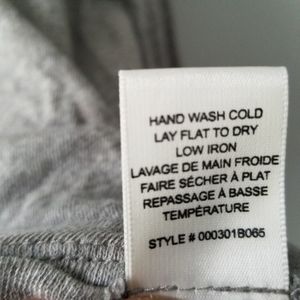 HAND WASH COLD
LAY FLAT TO DRY
LOW IRON
LAVAGE DE MAIN FROIDE
FAIRE SÉCHER À PLAT
REPASSAGE À BASSE
TEMPÉRATURE
STYLE # 000301B065